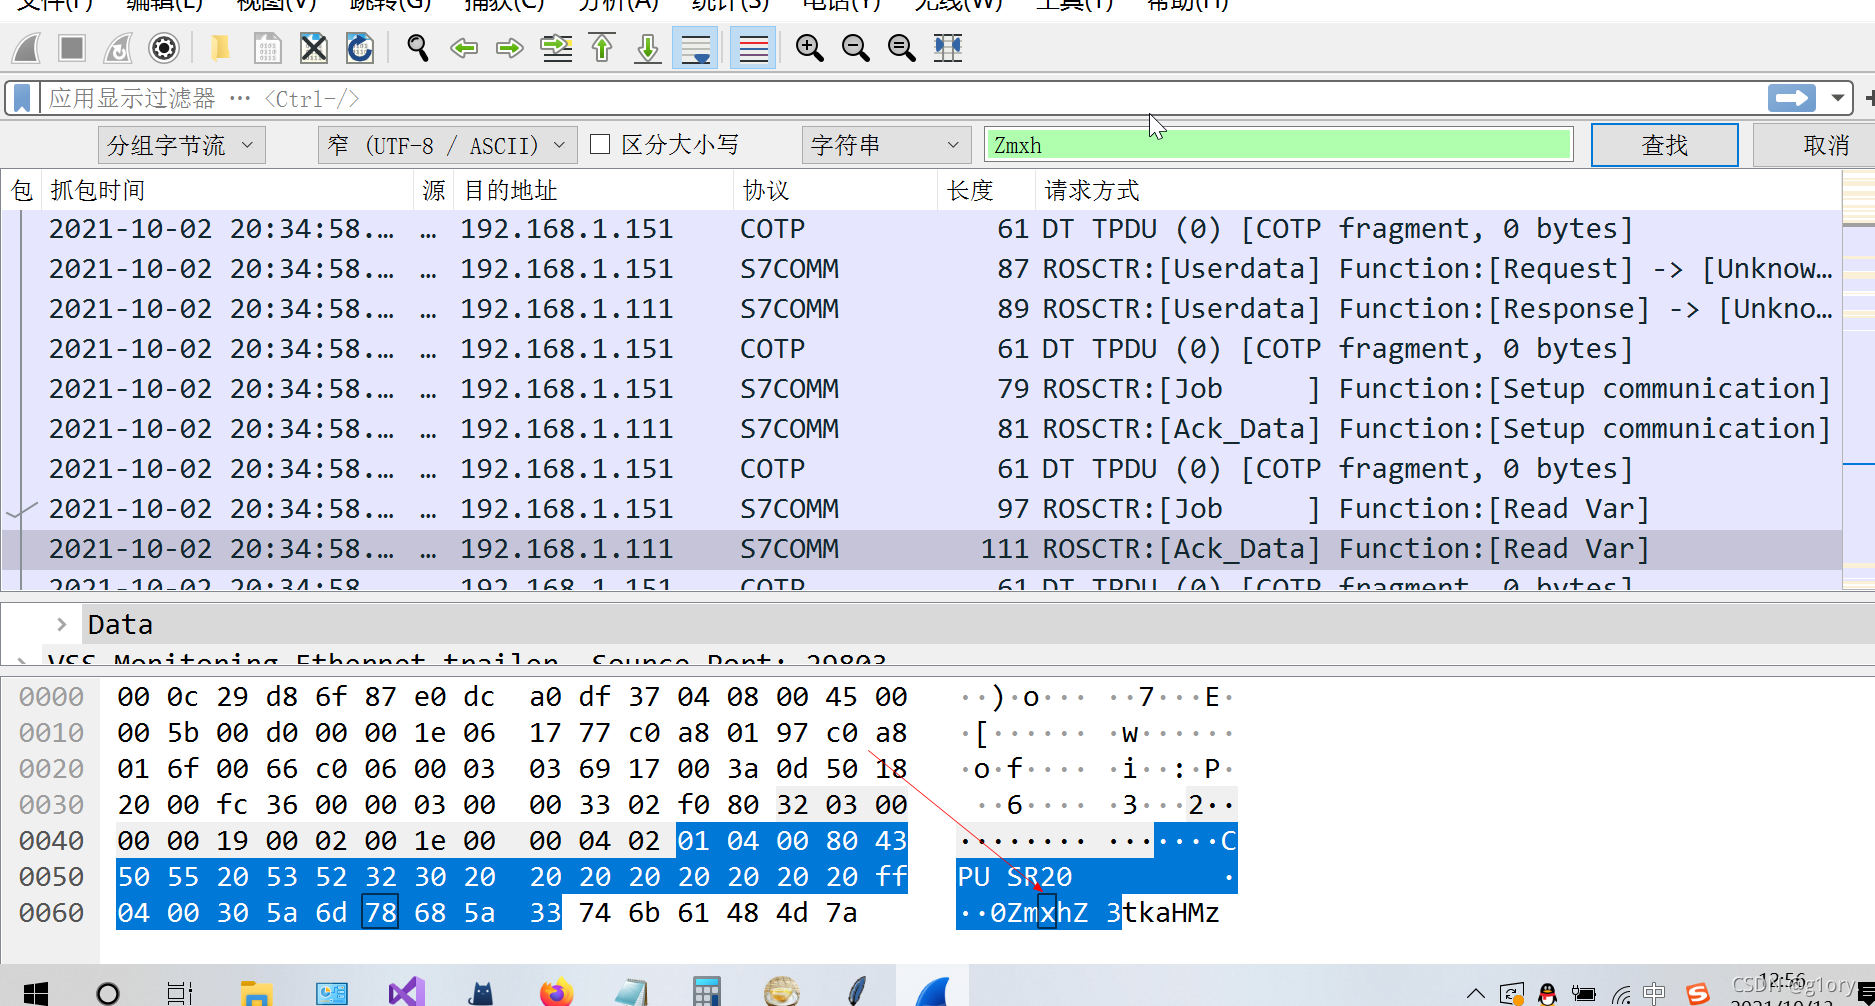 文件(F) 编辑(E) 视图(V) 跳转(G) 捕获(C) 分析(A) 统计(S) 电话(Y) 无线(W) 工具(T) 帮助(H)
应用显示过滤器 … <Ctrl-/>
分组字节流 窄 (UTF-8 / ASCII) 区分大小写 字符串 Zmxh 查找 取消
包 抓包时间 源 目的地址 协议 长度 请求方式
2021-10-02 20:34:58.… … 192.168.1.151 COTP 61 DT TPDU (0) [COTP fragment, 0 bytes]
2021-10-02 20:34:58.… … 192.168.1.151 S7COMM 87 ROSCTR:[Userdata] Function:[Request] -> [Unknow…
2021-10-02 20:34:58.… … 192.168.1.111 S7COMM 89 ROSCTR:[Userdata] Function:[Response] -> [Unkno…
2021-10-02 20:34:58.… … 192.168.1.151 COTP 61 DT TPDU (0) [COTP fragment, 0 bytes]
2021-10-02 20:34:58.… … 192.168.1.151 S7COMM 79 ROSCTR:[Job     ] Function:[Setup communication]
2021-10-02 20:34:58.… … 192.168.1.111 S7COMM 81 ROSCTR:[Ack_Data] Function:[Setup communication]
2021-10-02 20:34:58.… … 192.168.1.151 COTP 61 DT TPDU (0) [COTP fragment, 0 bytes]
2021-10-02 20:34:58.… … 192.168.1.151 S7COMM 97 ROSCTR:[Job     ] Function:[Read Var]
2021-10-02 20:34:58.… … 192.168.1.111 S7COMM 111 ROSCTR:[Ack_Data] Function:[Read Var]
2021-10-02 20:34:58 192.168.1.151 COTP 61 DT TPDU (0) [COTP fragment, 0 bytes]
Data
VSS Monitoring Ethernet trailer, Source Port: 29803
0000 00 0c 29 d8 6f 87 e0 dc a0 df 37 04 08 00 45 00 ··)·o··· ··7···E·
0010 00 5b 00 d0 00 00 1e 06 17 77 c0 a8 01 97 c0 a8 ·[······ ·w······
0020 01 6f 00 66 c0 06 00 03 03 69 17 00 3a 0d 50 18 ·o·f···· ·i··:·P·
0030 20 00 fc 36 00 00 03 00 00 33 02 f0 80 32 03 00 ··6···· ·3···2··
0040 00 00 19 00 02 00 1e 00 00 04 02 01 04 00 80 43 ········ ·······C
0050 50 55 20 53 52 32 30 20 20 20 20 20 20 20 20 ff PU SR20 ·
0060 04 00 30 5a 6d 78 68 5a 33 74 6b 61 48 4d 7a ··0ZmxhZ 3tkaHMz
中 12:56
CSDN @g1ory
2021/10/12